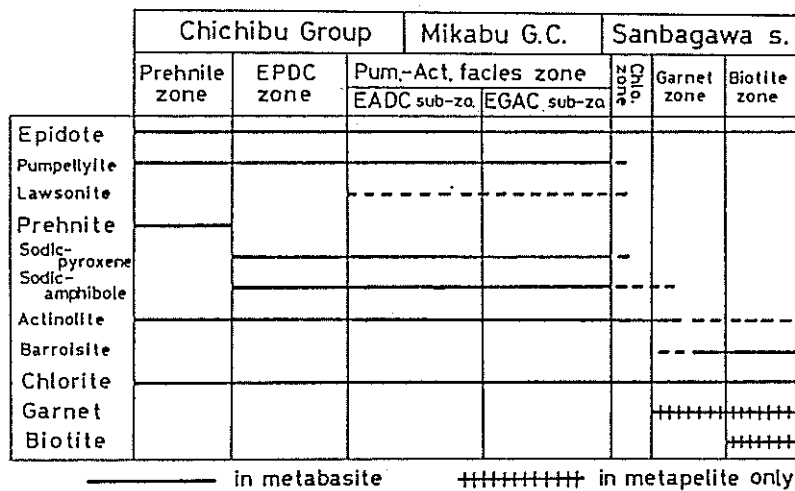 Chichibu Group Mikabu G.C. Sanbagawa s.
Prehnile zone EPDC zone Pum.-Act. facles zone Chlo. zone Garnet zone Biotite zone
EADC sub-zo. EGAC sub-zo
Epidote
Pumpellyite
Lawsonite
Prehnite
Sodic-
pyroxene
Sodic-
amphibole
Actinolite
Barroisite
Chlorite
Garnet
Biotite
in metabasite in metapelite only